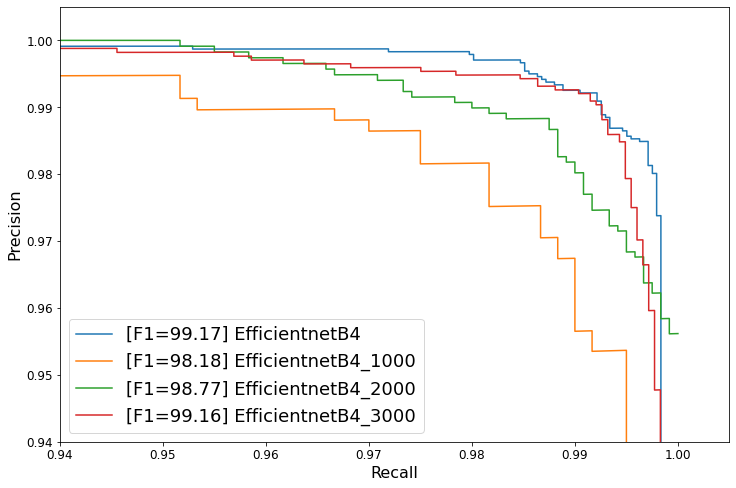 1.00
0.99
0.98
0.97
0.96
0.95
0.94
Precision
[F1=99.17] EfficientnetB4
[F1=98.18] EfficientnetB4_1000
[F1=98.77] EfficientnetB4_2000
[F1=99.16] EfficientnetB4_3000
0.94 0.95 0.96 0.97 0.98 0.99 1.00
Recall